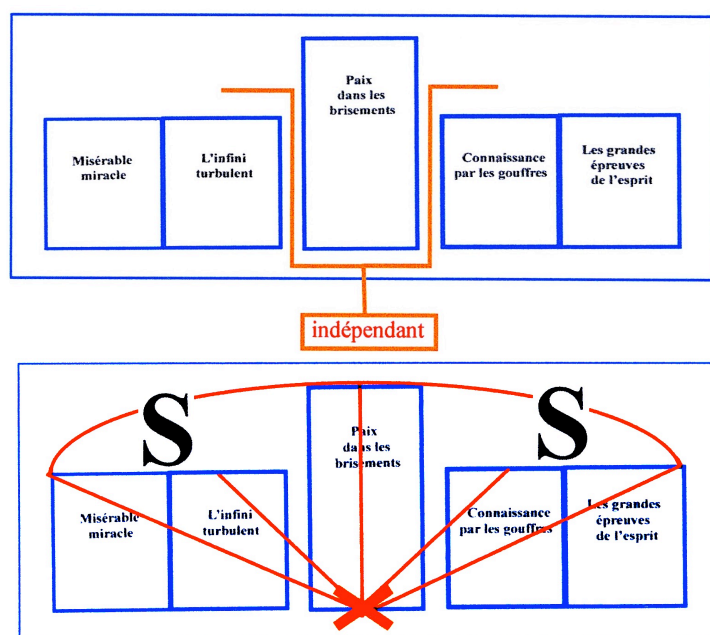 Paix
dans les
brisements
Misérable
miracle
L'infini
turbulent
Connaissance
par les gouffres
Les grandes
épreuves
de l'esprit
indépendant
S
S
Paix
dans les
brisements
Misérable
miracle
L'infini
turbulent
Connaissance
par les gouffres
Les grandes
épreuves
de l'esprit